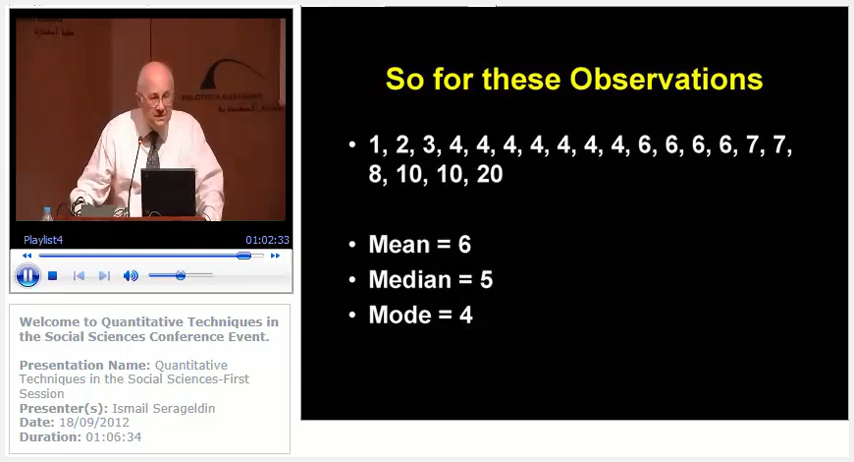 So for these Observations
• 1, 2, 3, 4, 4, 4, 4, 4, 4, 4, 6, 6, 6, 6, 7, 7,
8, 10, 10, 20
• Mean = 6
• Median = 5
• Mode = 4
Playlist4 01:02:33
Welcome to Quantitative Techniques in
the Social Sciences Conference Event.
Presentation Name: Quantitative
Techniques in the Social Sciences-First
Session
Presenter(s): Ismail Serageldin
Date: 18/09/2012
Duration: 01:06:34